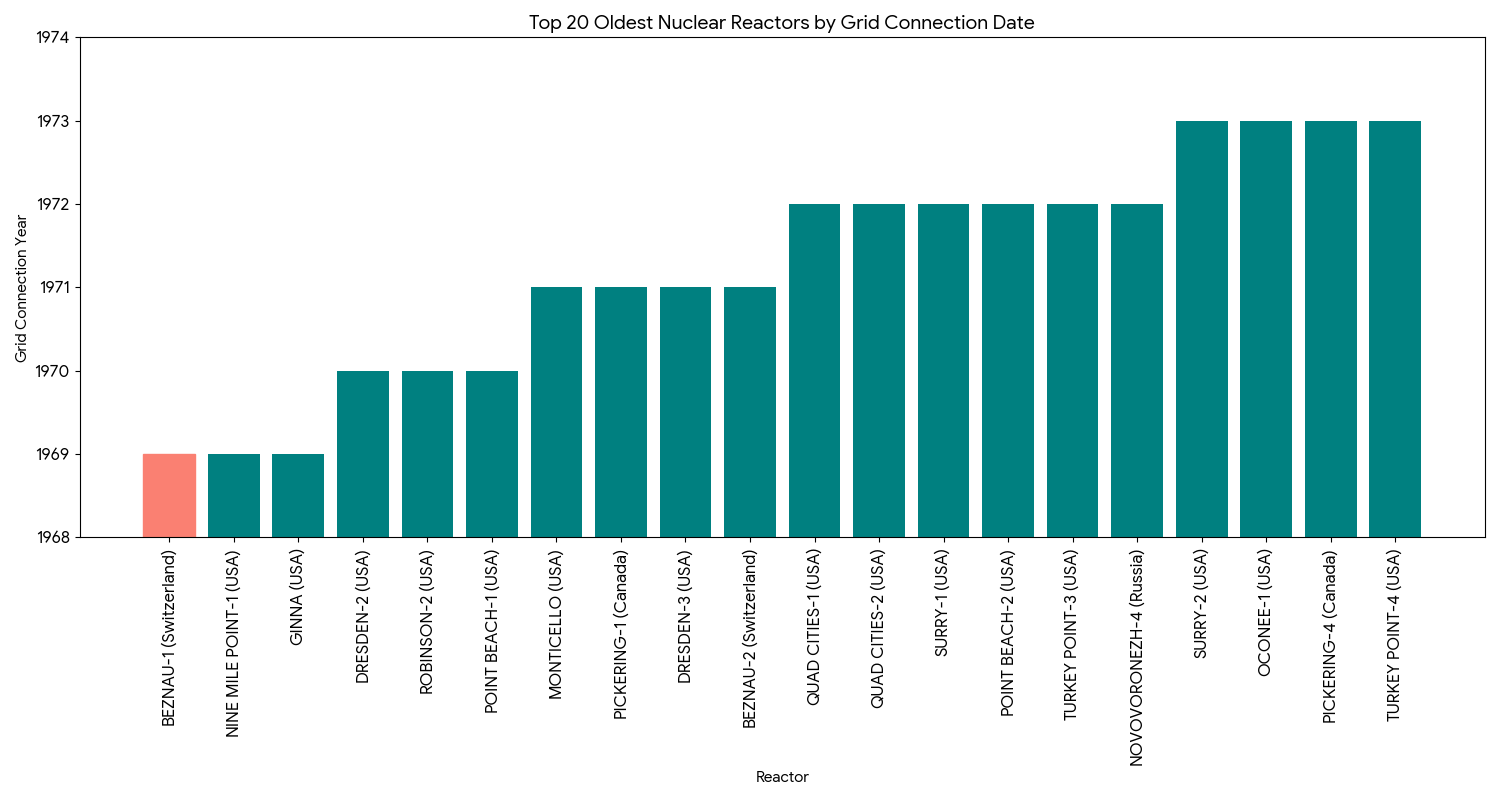 Top 20 Oldest Nuclear Reactors by Grid Connection Date
Grid Connection Year
1974
1973
1972
1971
1970
1969
1968
BEZNAU-1 (Switzerland)
NINE MILE POINT-1 (USA)
GINNA (USA)
DRESDEN-2 (USA)
ROBINSON-2 (USA)
POINT BEACH-1 (USA)
MONTICELLO (USA)
PICKERING-1 (Canada)
DRESDEN-3 (USA)
BEZNAU-2 (Switzerland)
QUAD CITIES-1 (USA)
QUAD CITIES-2 (USA)
SURRY-1 (USA)
POINT BEACH-2 (USA)
TURKEY POINT-3 (USA)
NOVOVORONEZH-4 (Russia)
SURRY-2 (USA)
OCONEE-1 (USA)
PICKERING-4 (Canada)
TURKEY POINT-4 (USA)
Reactor